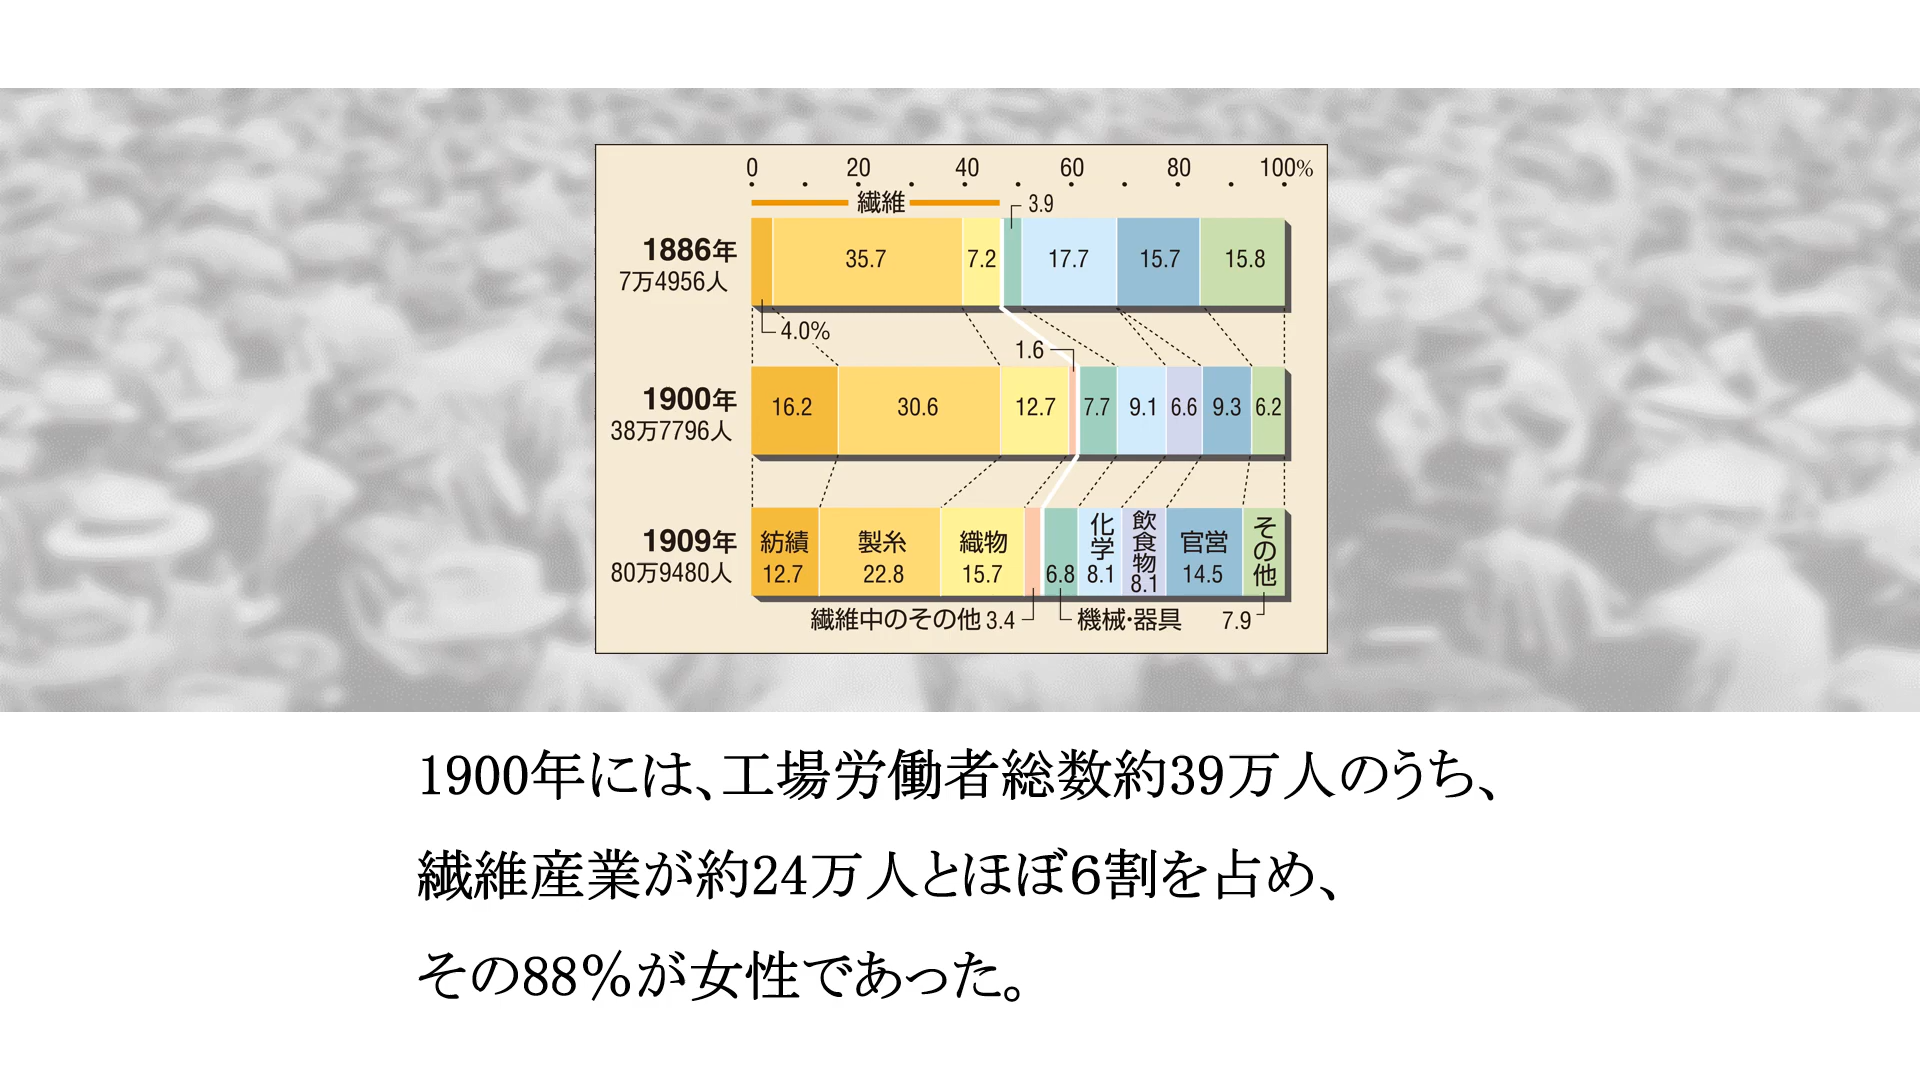 0 20 40 60 80 100%
繊維
3.9
1886年
7万4956人
35.7 7.2 17.7 15.7 15.8
4.0%
1.6
1900年
38万7796人
16.2 30.6 12.7 7.7 9.1 6.6 9.3 6.2
1909年
80万9480人
紡績 12.7
製糸 22.8
織物 15.7
6.8
化学 8.1
飲食物 8.1
官営 14.5
その他
繊維中のその他 3.4
機械・器具
7.9
1900年には、工場労働者総数約39万人のうち、
繊維産業が約24万人とほぼ6割を占め、
その88%が女性であった。